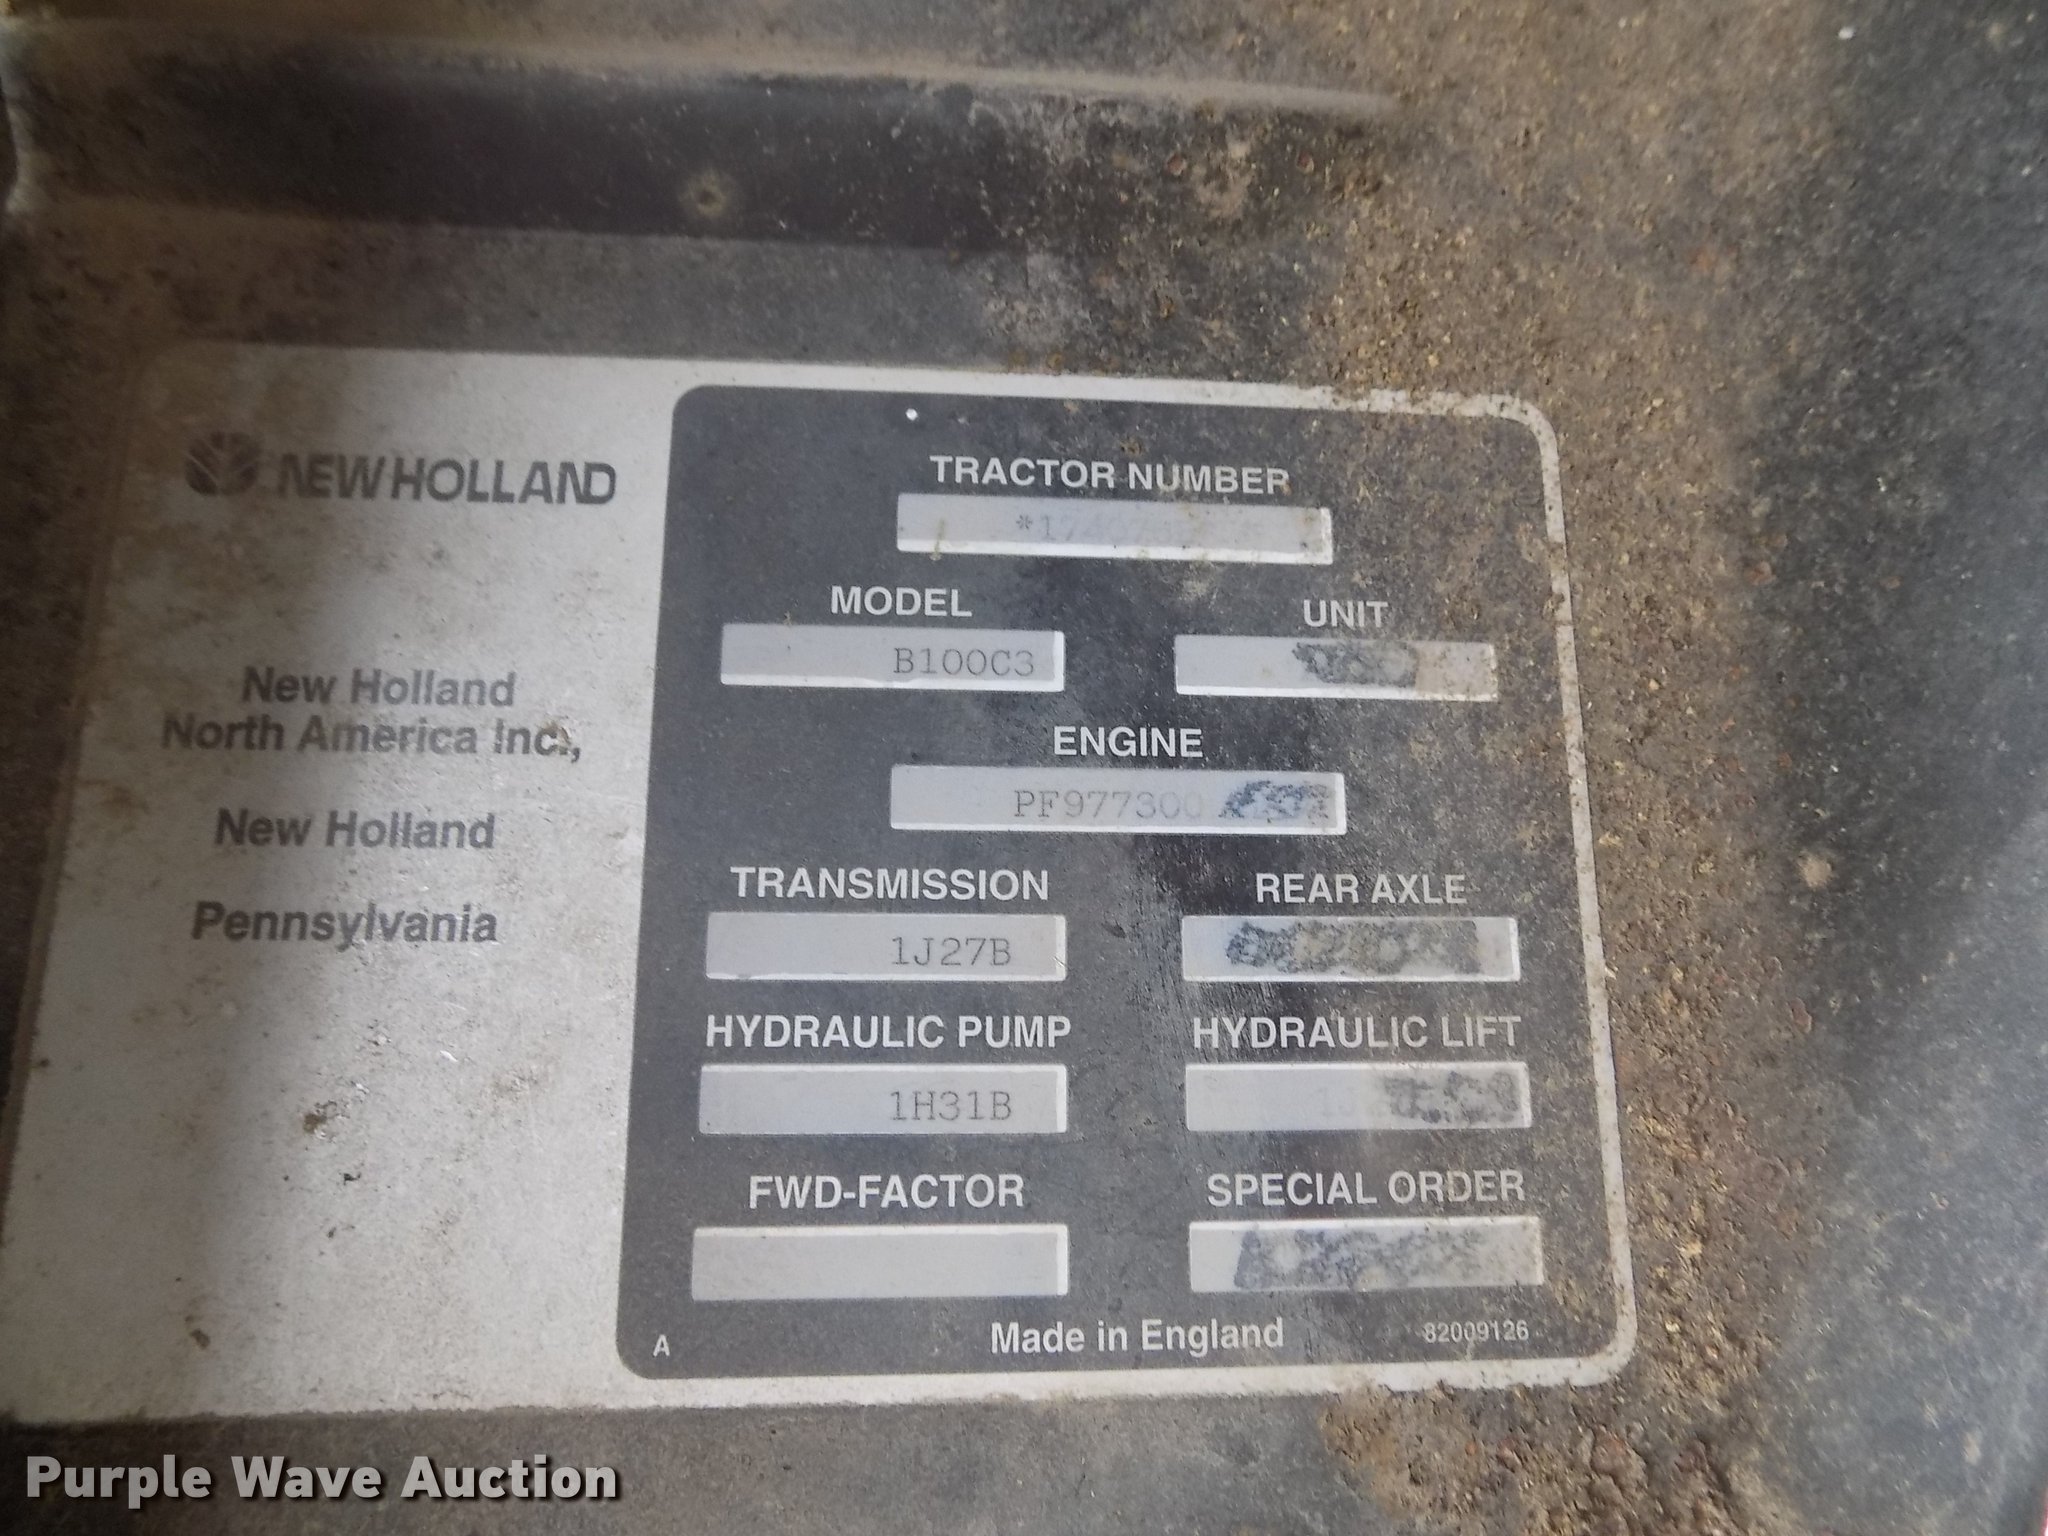 NEW HOLLAND
New Holland
North America Inc.,
New Holland
Pennsylvania
TRACTOR NUMBER
MODEL UNIT
B100C3
ENGINE
PF977300
TRANSMISSION REAR AXLE
1J27B
HYDRAULIC PUMP HYDRAULIC LIFT
1H31B
FWD-FACTOR SPECIAL ORDER
A Made in England 82009126
Purple Wave Auction